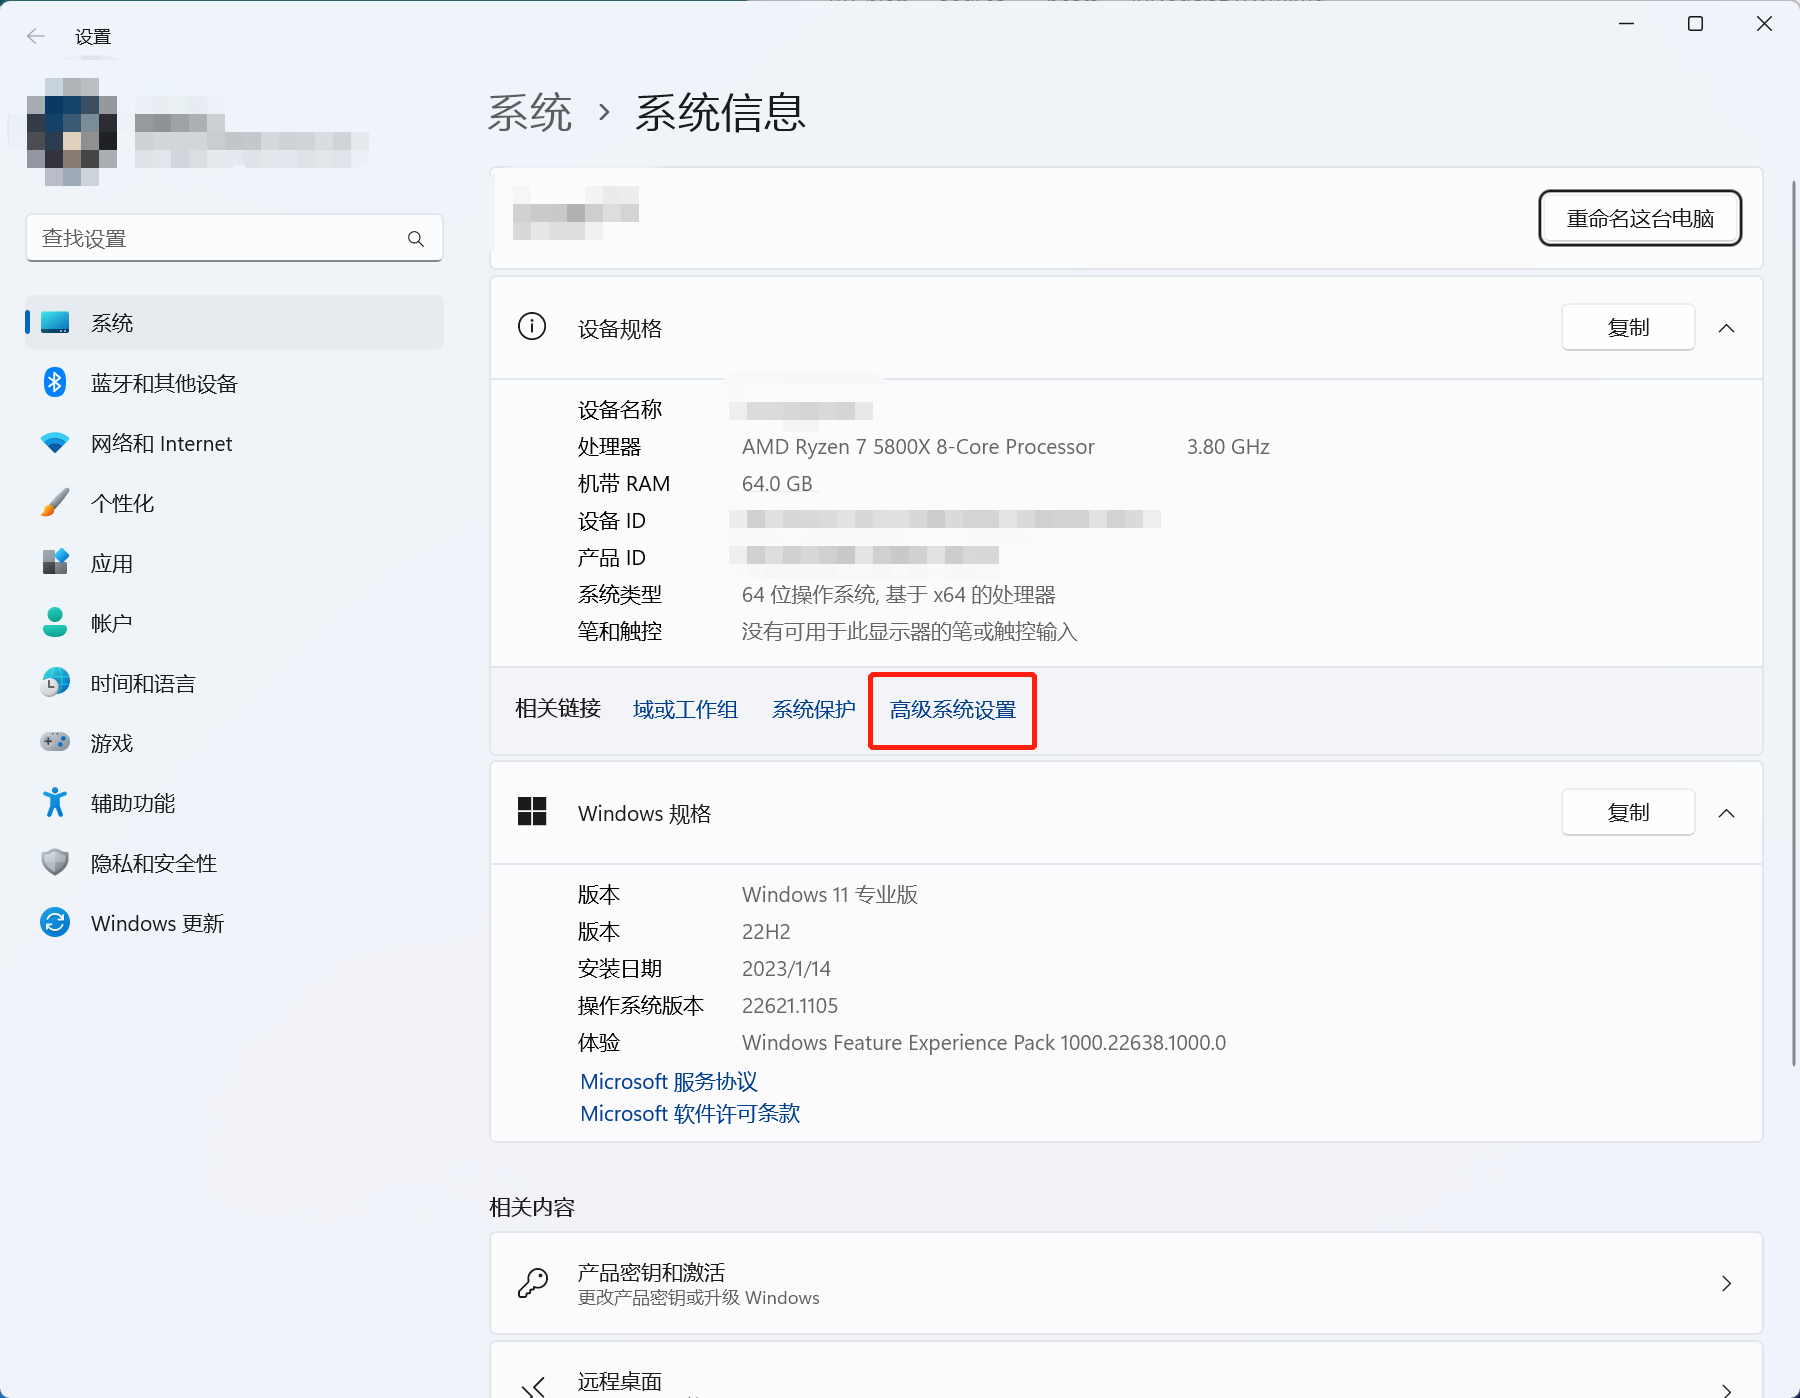 设置
系统 › 系统信息
重命名这台电脑
查找设置
系统
蓝牙和其他设备
网络和 Internet
个性化
应用
帐户
时间和语言
游戏
辅助功能
隐私和安全性
Windows 更新
设备规格
复制
设备名称
处理器 AMD Ryzen 7 5800X 8-Core Processor 3.80 GHz
机带 RAM 64.0 GB
设备 ID
产品 ID
系统类型 64 位操作系统, 基于 x64 的处理器
笔和触控 没有可用于此显示器的笔或触控输入
相关链接 域或工作组 系统保护 高级系统设置
Windows 规格
复制
版本 Windows 11 专业版
版本 22H2
安装日期 2023/1/14
操作系统版本 22621.1105
体验 Windows Feature Experience Pack 1000.22638.1000.0
Microsoft 服务协议
Microsoft 软件许可条款
相关内容
产品密钥和激活
更改产品密钥或升级 Windows
远程桌面